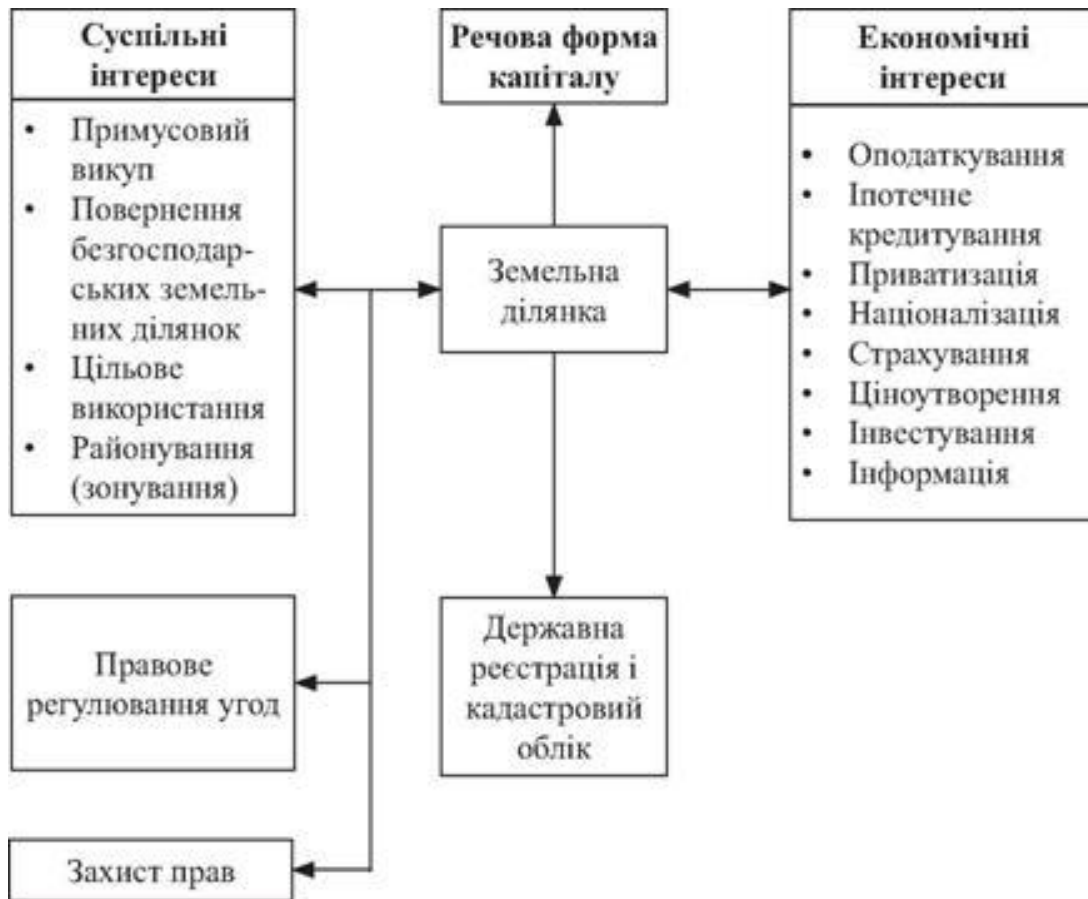 Суспільні
інтереси
• Примусовий
викуп
• Повернення
безгосподар-
ських земель-
них ділянок
• Цільове
використання
• Районування
(зонування)
Правове
регулювання угод
Захист прав
Речова форма
капіталу
Земельна
ділянка
Державна
реєстрація і
кадастровий
облік
Економічні
інтереси
• Оподаткування
• Іпотечне
кредитування
• Приватизація
• Націоналізація
• Страхування
• Ціноутворення
• Інвестування
• Інформація